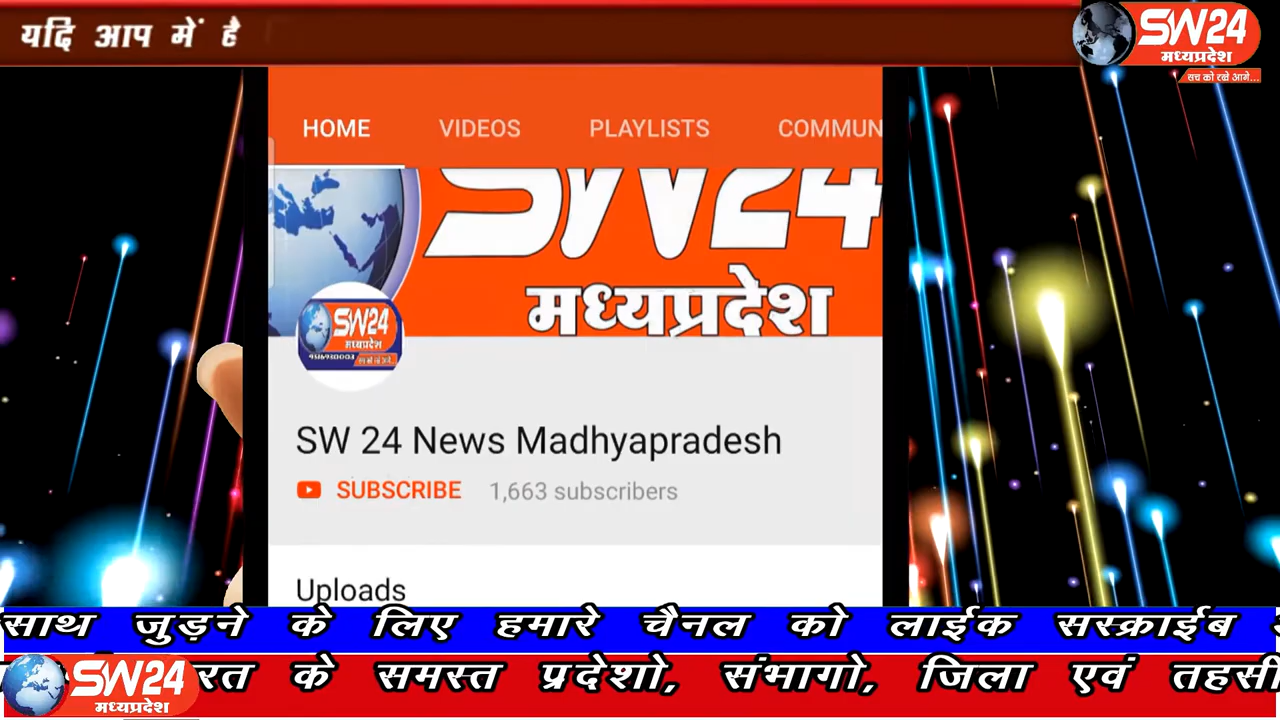 यदि आप में है
SW24
मध्यप्रदेश
सच को रखे आगे...
HOME VIDEOS PLAYLISTS COMMUN
SW24
मध्यप्रदेश
SW24
मध्यप्रदेश
SW 24 News Madhyapradesh
SUBSCRIBE 1,663 subscribers
Uploads
साथ जुड़ने के लिए हमारे चैनल को लाईक सस्क्राईब
रत के समस्त प्रदेशो, संभागो, जिला एवं तहसी
SW24
मध्यप्रदेश